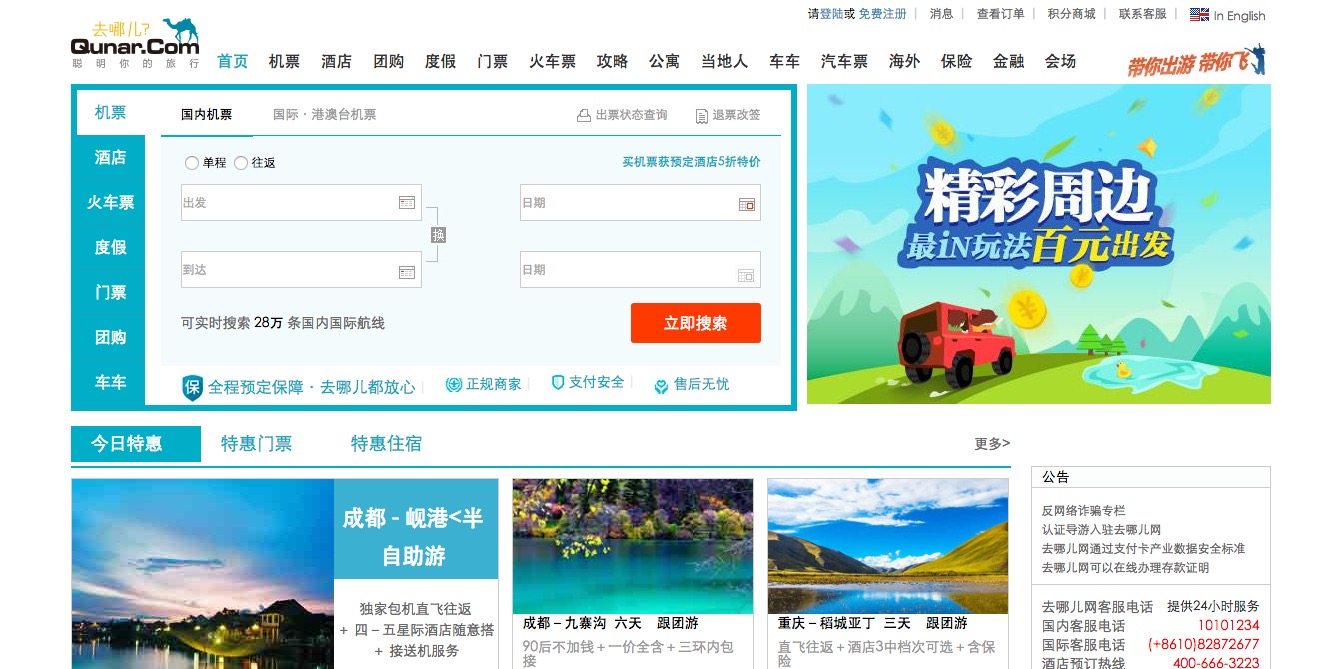 请登陆或 免费注册 消息 查看订单 积分商城 联系客服 In English
去哪儿?
Qunar.Com
聪明你的旅行
首页 机票 酒店 团购 度假 门票 火车票 攻略 公寓 当地人 车车 汽车票 海外 保险 金融 会场
带你出游 带你飞
机票
酒店
火车票
度假
门票
团购
车车
国内机票 国际·港澳台机票 出票状态查询 退票改签
单程 往返 买机票获预定酒店5折特价
出发 日期
换
到达 日期
可实时搜索 28万 条国内国际航线 立即搜索
保 全程预定保障·去哪儿都放心 正规商家 支付安全 售后无忧
精彩周边
最iN玩法百元出发
今日特惠 特惠门票 特惠住宿 更多>
成都-岘港<半
自助游
独家包机直飞往返
+ 四-五星际酒店随意搭
+ 接送机服务
成都-九寨沟 六天 跟团游
90后不加钱+一价全含+三环内包
接
重庆-稻城亚丁 三天 跟团游
直飞往返+酒店3中档次可选+含保
险
公告
反网络诈骗专栏
认证导游入驻去哪儿网
去哪儿网通过支付卡产业数据安全标准
去哪儿网可以在线办理存款证明
去哪儿网客服电话 提供24小时服务
国内客服电话 10101234
国际客服电话 (+8610)82872677
酒店预订热线 400-666-3223